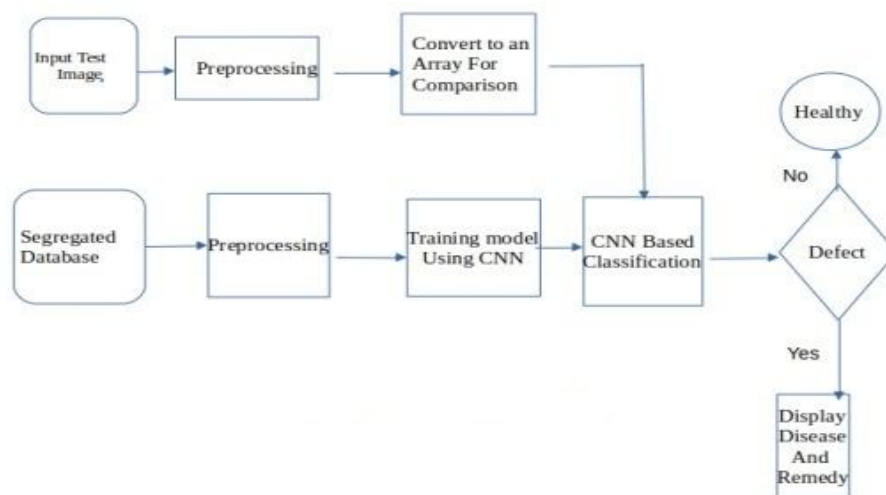 Input Test
Image
Preprocessing
Convert to an
Array For
Comparison
Healthy
No
Segregated
Database
Preprocessing
Training model
Using CNN
CNN Based
Classification
Defect
Yes
Display
Disease
And
Remedy